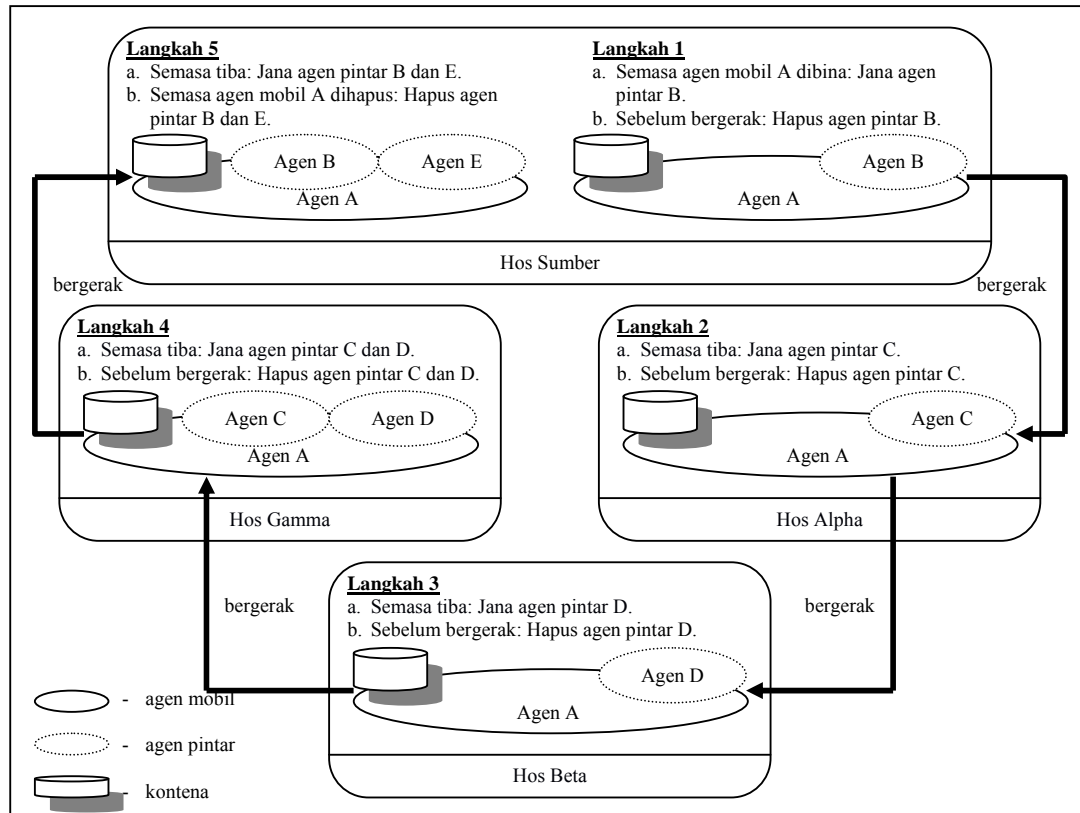 Langkah 5
a. Semasa tiba: Jana agen pintar B dan E.
b. Semasa agen mobil A dihapus: Hapus agen
pintar B dan E.
Agen B
Agen E
Agen A
Langkah 1
a. Semasa agen mobil A dibina: Jana agen
pintar B.
b. Sebelum bergerak: Hapus agen pintar B.
Agen B
Agen A
Hos Sumber
bergerak
bergerak
Langkah 4
a. Semasa tiba: Jana agen pintar C dan D.
b. Sebelum bergerak: Hapus agen pintar C dan D.
Agen C
Agen D
Agen A
Hos Gamma
Langkah 2
a. Semasa tiba: Jana agen pintar C.
b. Sebelum bergerak: Hapus agen pintar C.
Agen C
Agen A
Hos Alpha
bergerak
bergerak
Langkah 3
a. Semasa tiba: Jana agen pintar D.
b. Sebelum bergerak: Hapus agen pintar D.
Agen D
Agen A
Hos Beta
- agen mobil
- agen pintar
- kontena